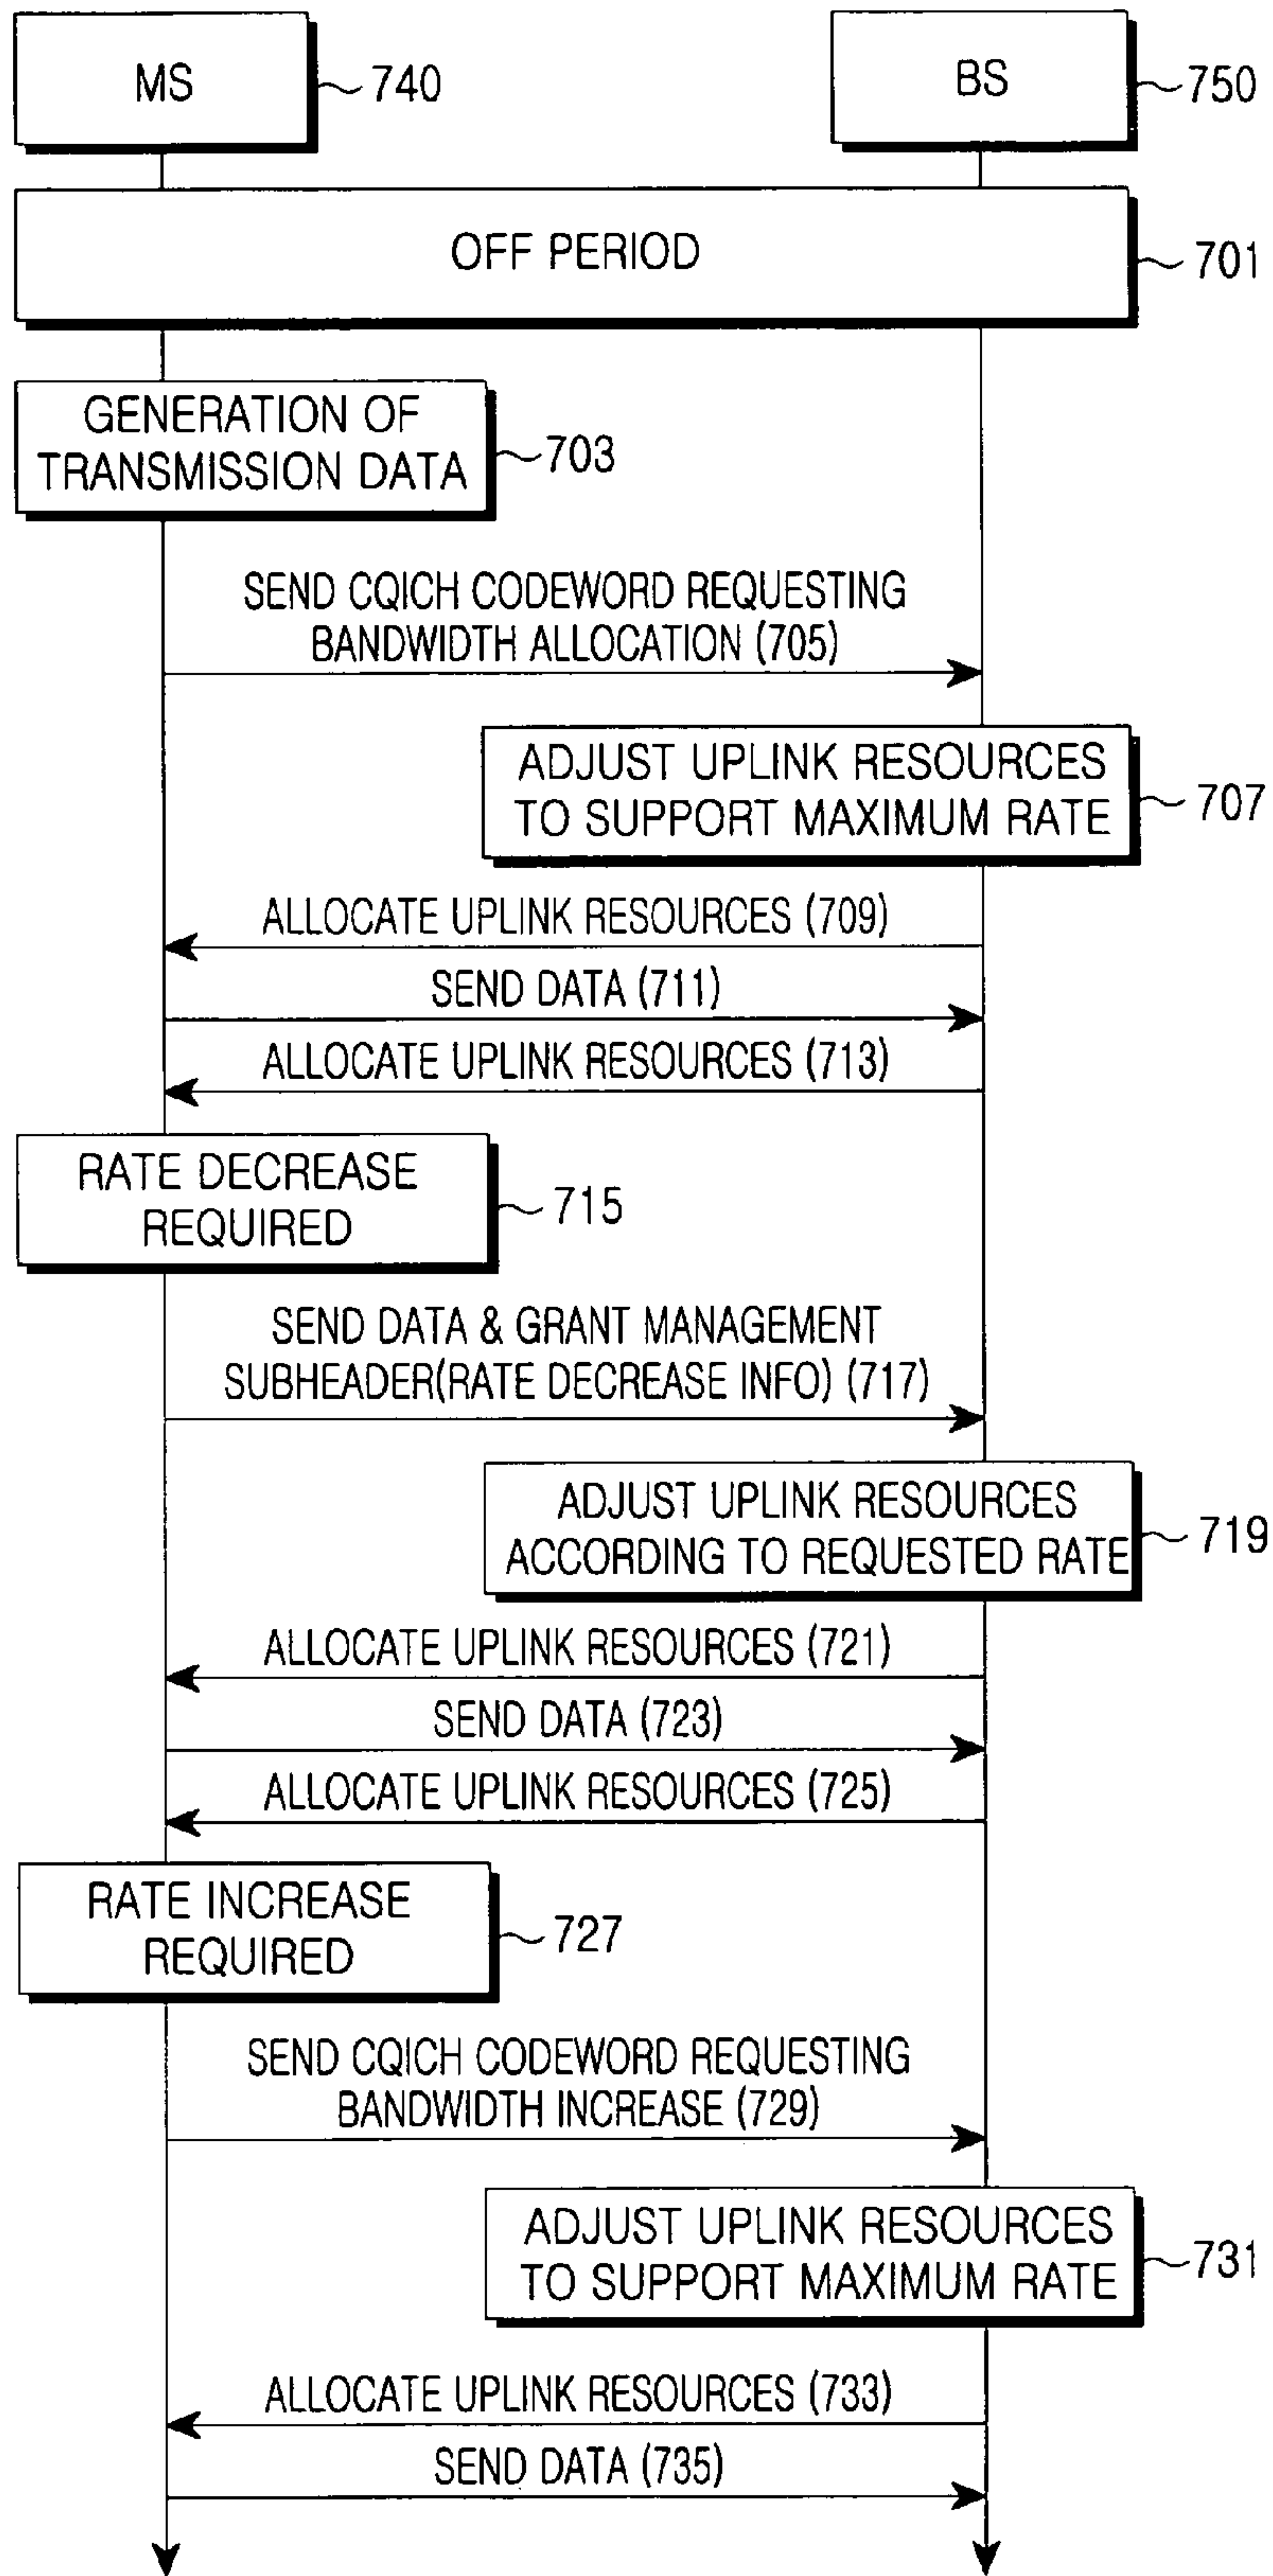 MS
740
BS
750
OFF PERIOD
701
GENERATION OF
TRANSMISSION DATA
703
SEND CQICH CODEWORD REQUESTING
BANDWIDTH ALLOCATION (705)
ADJUST UPLINK RESOURCES
TO SUPPORT MAXIMUM RATE
707
ALLOCATE UPLINK RESOURCES (709)
SEND DATA (711)
ALLOCATE UPLINK RESOURCES (713)
RATE DECREASE
REQUIRED
715
SEND DATA & GRANT MANAGEMENT
SUBHEADER(RATE DECREASE INFO) (717)
ADJUST UPLINK RESOURCES
ACCORDING TO REQUESTED RATE
719
ALLOCATE UPLINK RESOURCES (721)
SEND DATA (723)
ALLOCATE UPLINK RESOURCES (725)
RATE INCREASE
REQUIRED
727
SEND CQICH CODEWORD REQUESTING
BANDWIDTH INCREASE (729)
ADJUST UPLINK RESOURCES
TO SUPPORT MAXIMUM RATE
731
ALLOCATE UPLINK RESOURCES (733)
SEND DATA (735)